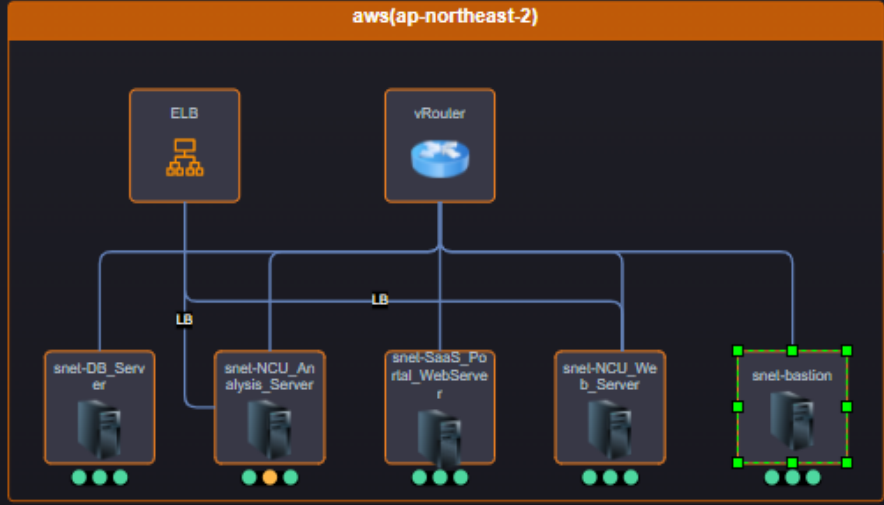 aws(ap-northeast-2)
ELB
vRouter
LB
LB
snet-DB_Serv
er
snet-NCU_An
alysis_Server
snet-SaaS_Po
rtal_WebServe
r
snet-NCU_We
b_Server
snet-bastion